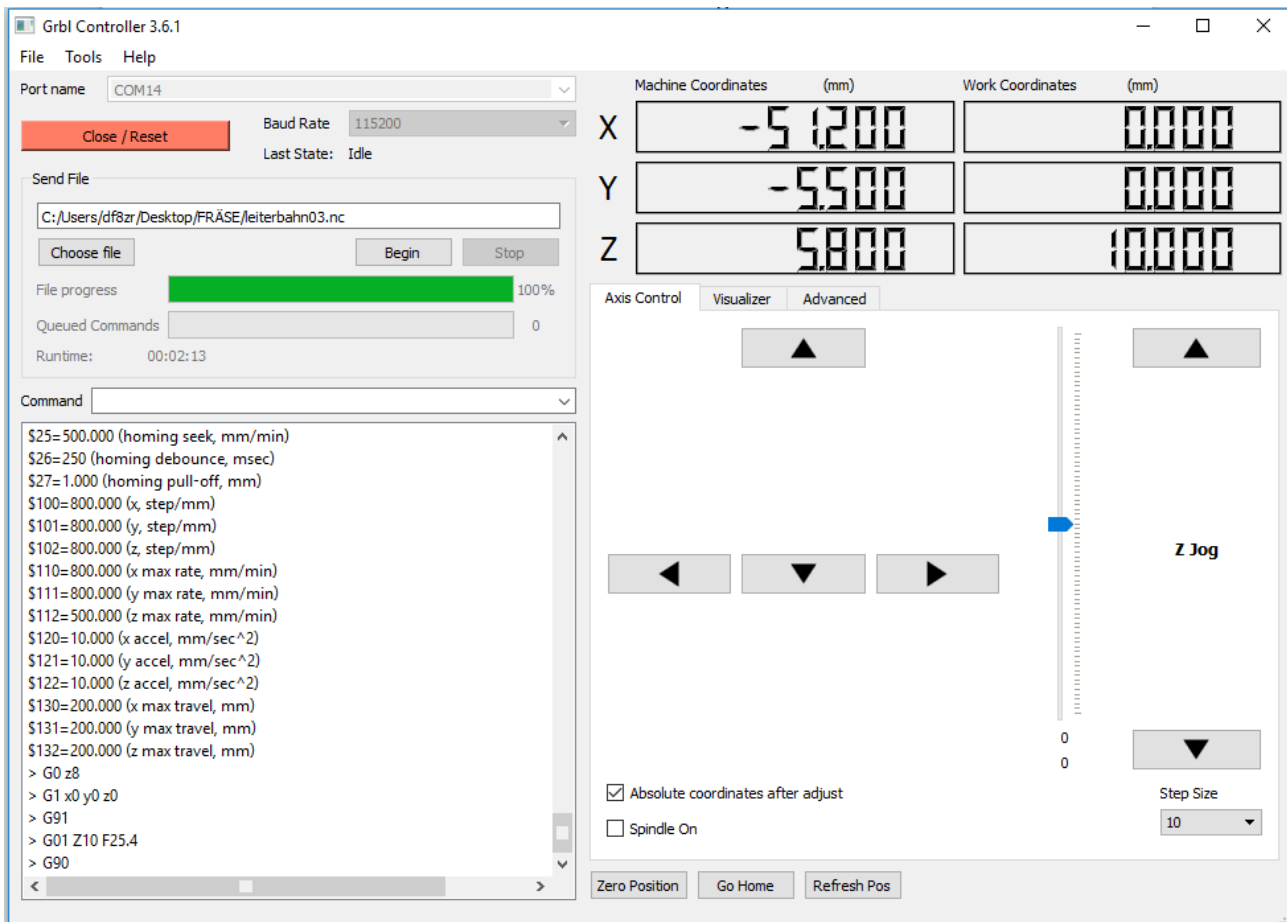 Grbl Controller 3.6.1
File Tools Help
Port name COM14
Close / Reset
Baud Rate 115200
Last State: Idle
Send File
C:/Users/df8zr/Desktop/FRÄSE/leiterbahn03.nc
Choose file Begin Stop
File progress 100%
Queued Commands 0
Runtime: 00:02:13
Command
$25=500.000 (homing seek, mm/min)
$26=250 (homing debounce, msec)
$27=1.000 (homing pull-off, mm)
$100=800.000 (x, step/mm)
$101=800.000 (y, step/mm)
$102=800.000 (z, step/mm)
$110=800.000 (x max rate, mm/min)
$111=800.000 (y max rate, mm/min)
$112=500.000 (z max rate, mm/min)
$120=10.000 (x accel, mm/sec^2)
$121=10.000 (y accel, mm/sec^2)
$122=10.000 (z accel, mm/sec^2)
$130=200.000 (x max travel, mm)
$131=200.000 (y max travel, mm)
$132=200.000 (z max travel, mm)
> G0 z8
> G1 x0 y0 z0
> G91
> G01 Z10 F25.4
> G90
Machine Coordinates (mm) Work Coordinates (mm)
X -51.200 0.000
Y -5.500 0.000
Z 5.800 10.000
Axis Control Visualizer Advanced
Z Jog
0
0
Absolute coordinates after adjust
Spindle On
Step Size
10
Zero Position Go Home Refresh Pos